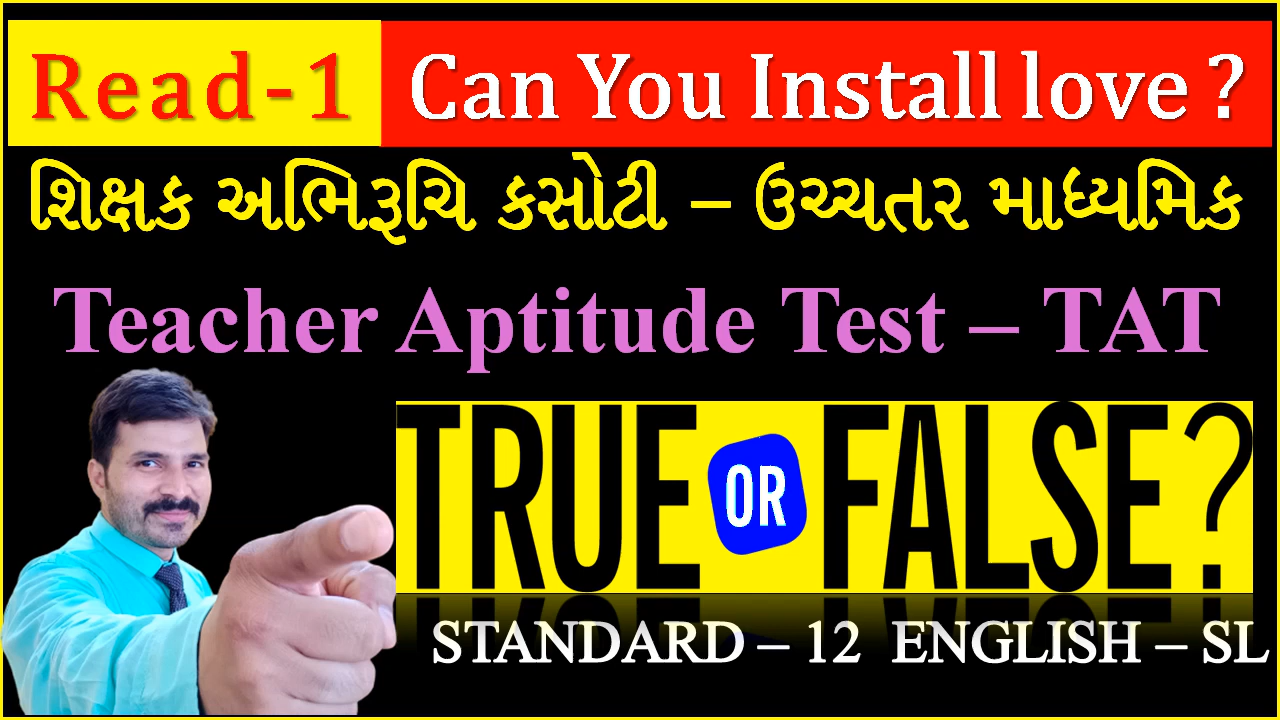 Read-1 Can You Install love ?
શિક્ષક અભિરૂચિ કસોટી – ઉચ્ચતર માધ્યમિક
Teacher Aptitude Test – TAT
TRUE OR FALSE?
STANDARD – 12 ENGLISH – SL